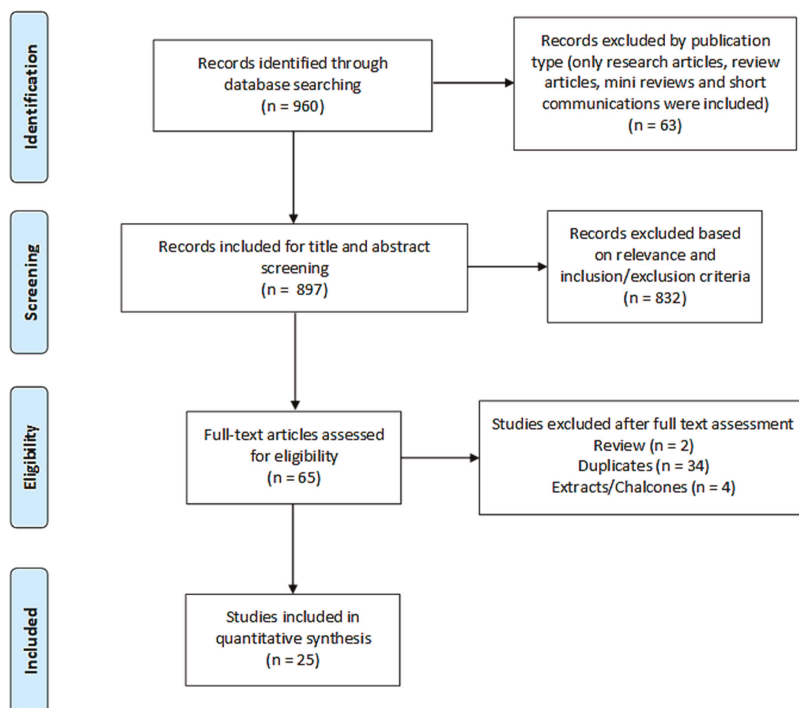 Identification
Records identified through
database searching
(n = 960)
Records excluded by publication
type (only research articles, review
articles, mini reviews and short
communications were included)
(n = 63)
Screening
Records included for title and abstract
screening
(n = 897)
Records excluded based
on relevance and
inclusion/exclusion criteria
(n = 832)
Eligibility
Full-text articles assessed
for eligibility
(n = 65)
Studies excluded after full text assessment
Review (n = 2)
Duplicates (n = 34)
Extracts/Chalcones (n = 4)
Included
Studies included in
quantitative synthesis
(n = 25)